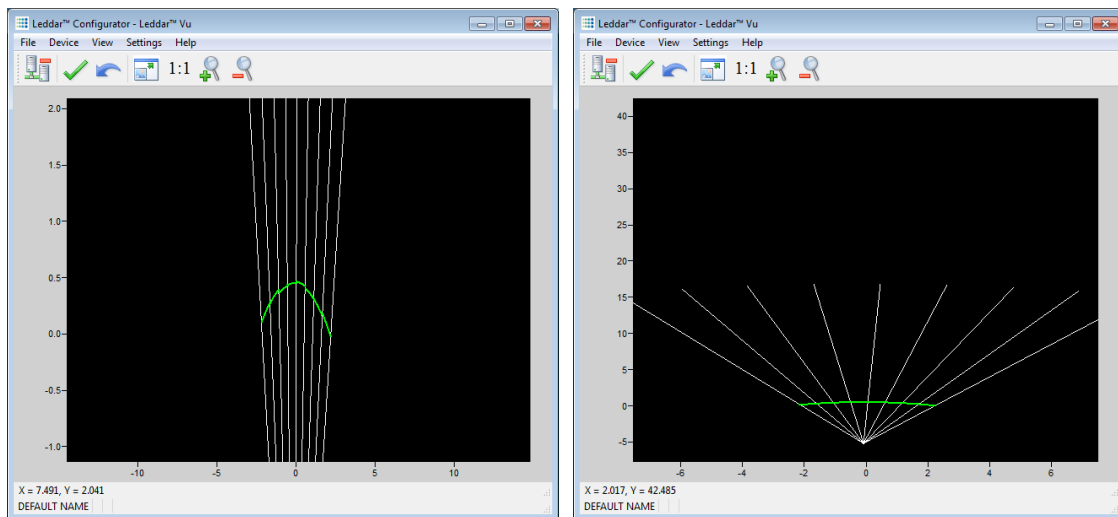 Leddar™ Configurator - Leddar™ Vu
File Device View Settings Help
1:1
2.0
1.5
1.0
0.5
0.0
-0.5
-1.0
-10 -5 0 5 10
X = 7.491, Y = 2.041
DEFAULT NAME
Leddar™ Configurator - Leddar™ Vu
File Device View Settings Help
1:1
40
35
30
25
20
15
10
5
0
-5
-6 -4 -2 0 2 4 6
X = 2.017, Y = 42.485
DEFAULT NAME